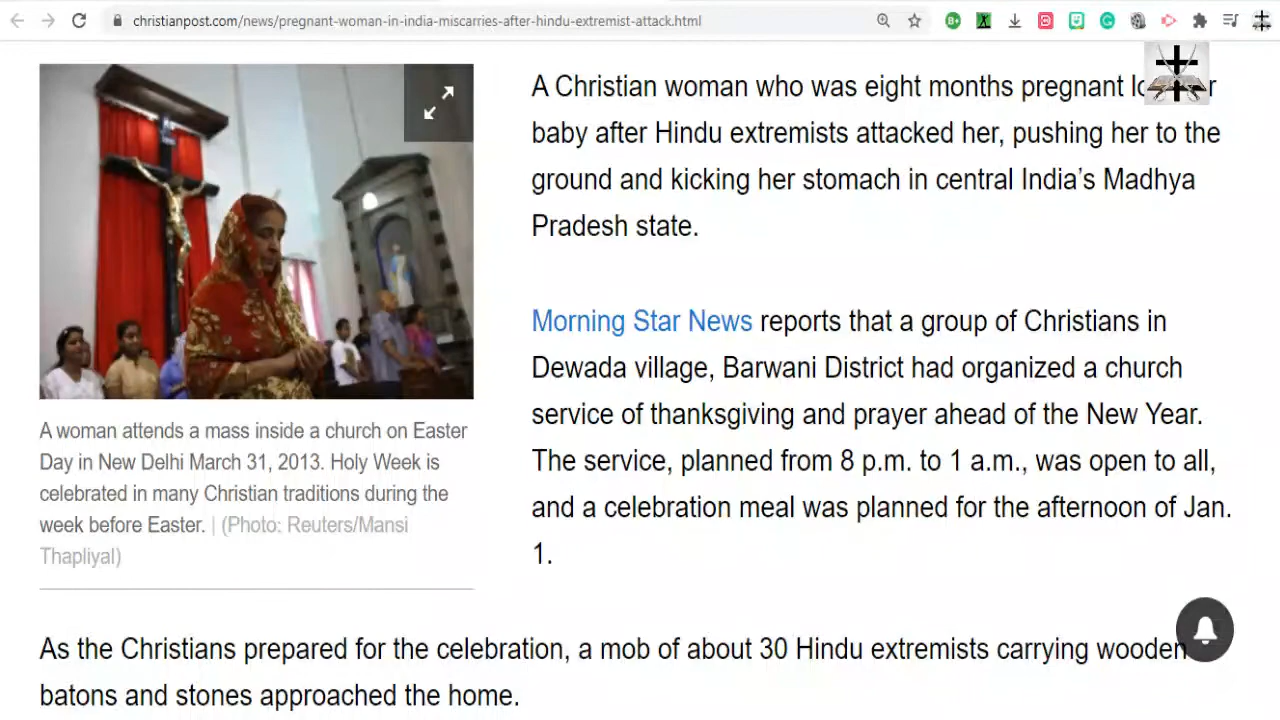 christianpost.com/news/pregnant-woman-in-india-miscarries-after-hindu-extremist-attack.html
A Christian woman who was eight months pregnant
baby after Hindu extremists attacked her, pushing her to the
ground and kicking her stomach in central India's Madhya
Pradesh state.
Morning Star News reports that a group of Christians in
Dewada village, Barwani District had organized a church
service of thanksgiving and prayer ahead of the New Year.
The service, planned from 8 p.m. to 1 a.m., was open to all,
and a celebration meal was planned for the afternoon of Jan.
1.
A woman attends a mass inside a church on Easter
Day in New Delhi March 31, 2013. Holy Week is
celebrated in many Christian traditions during the
week before Easter. | (Photo: Reuters/Mansi
Thapliyal)
As the Christians prepared for the celebration, a mob of about 30 Hindu extremists carrying wooden
batons and stones approached the home.